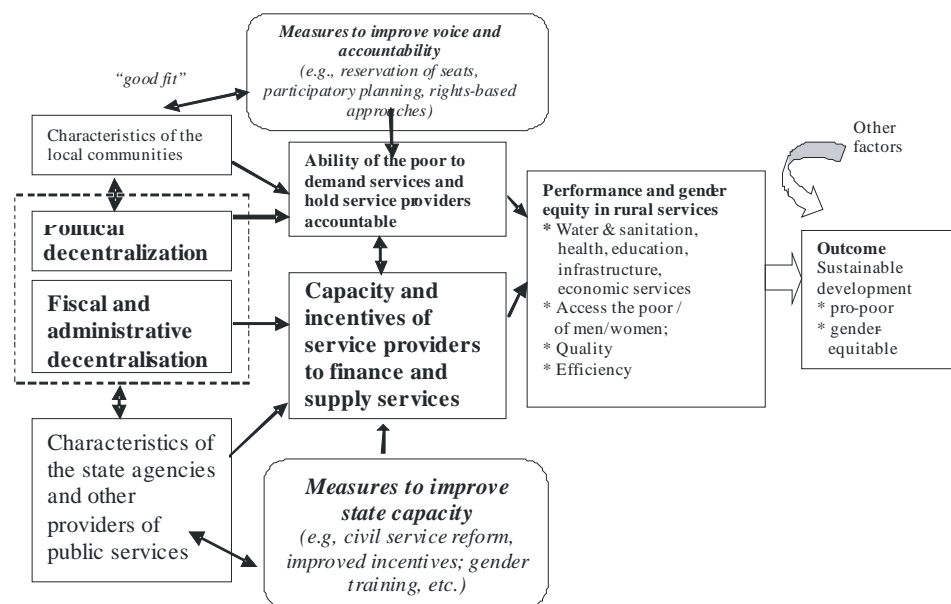 Measures to improve voice and
accountability
(e.g., reservation of seats,
participatory planning, rights-based
approaches)
“good fit”
Characteristics of the
local communities
Ability of the poor to
demand services and
hold service providers
accountable
Political
decentralization
Fiscal and
administrative
decentralisation
Capacity and
incentives of
service providers
to finance and
supply services
Characteristics of
the state agencies
and other
providers of
public services
Measures to improve
state capacity
(e.g, civil service reform,
improved incentives; gender
training, etc.)
Performance and gender
equity in rural services
* Water & sanitation,
health, education,
infrastructure,
economic services
* Access the poor /
of men/women;
* Quality
* Efficiency
Other
factors
Outcome
Sustainable
development
* pro-poor
* gender-
equitable